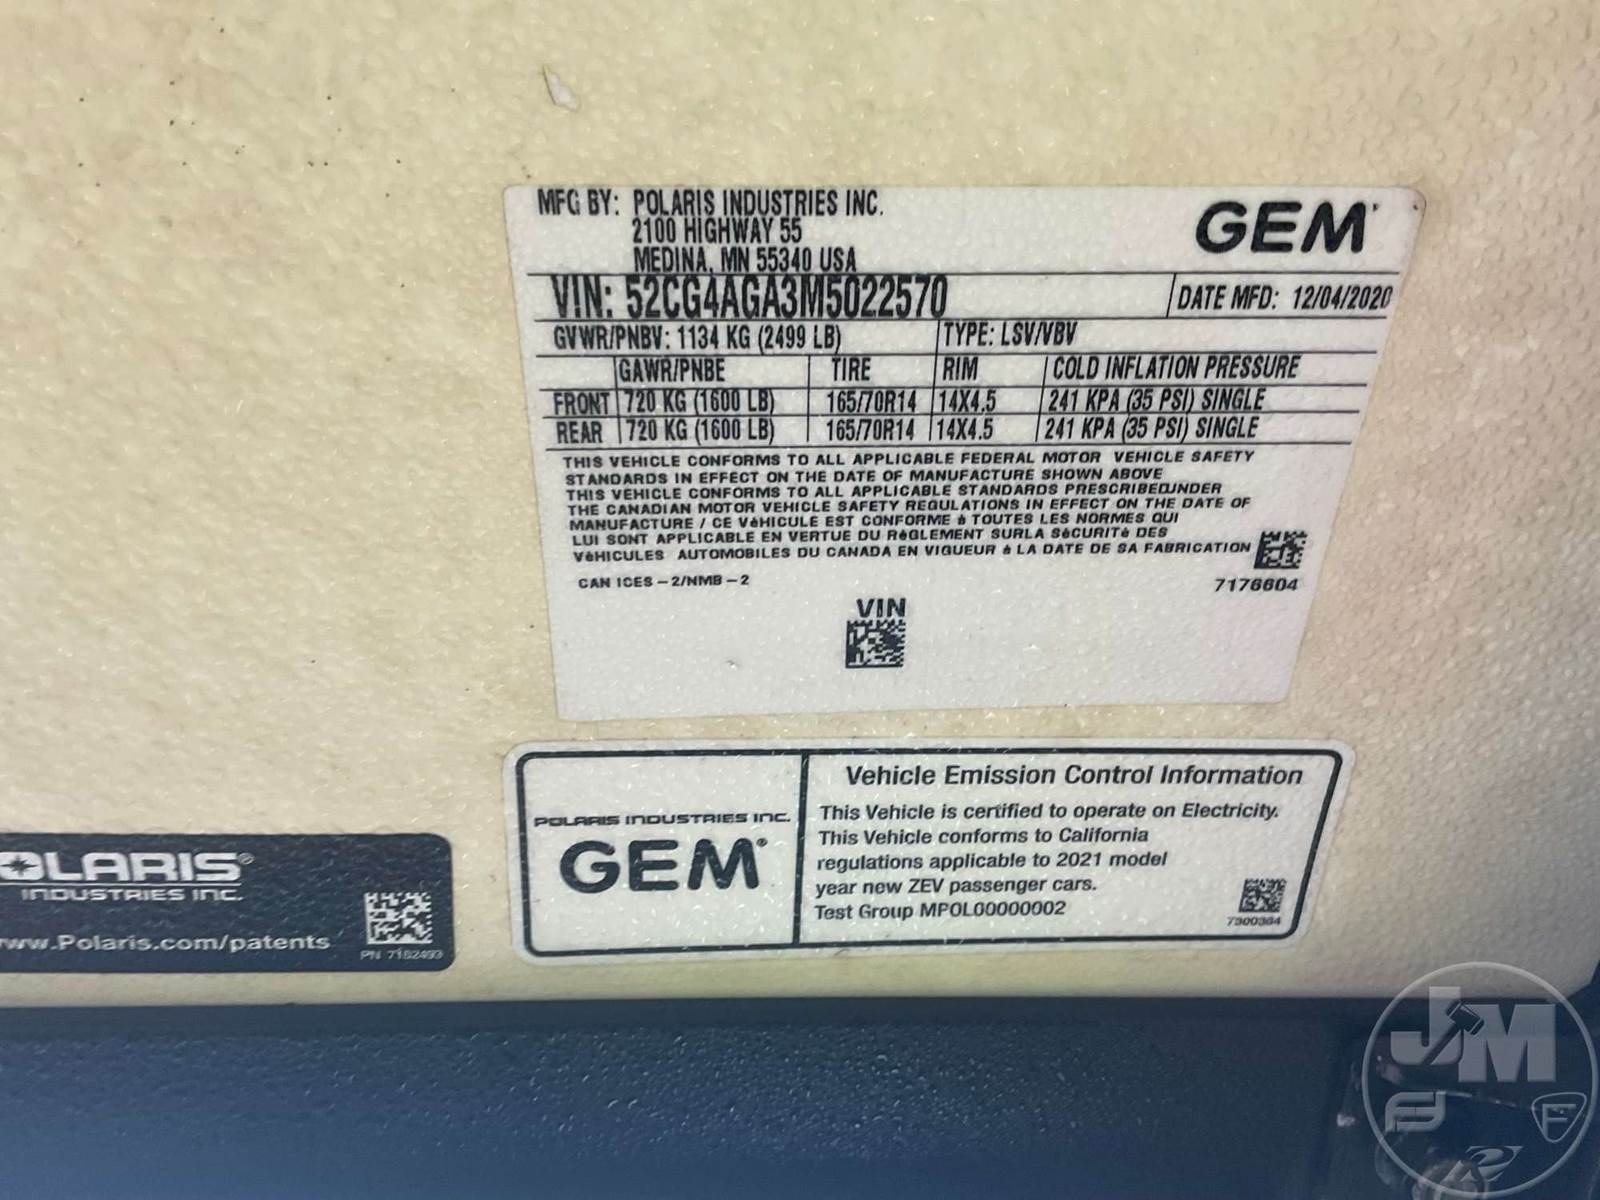 MFG BY: POLARIS INDUSTRIES INC.
2100 HIGHWAY 55
MEDINA, MN 55340 USA
GEM
VIN: 52CG4AGA3M5022570
DATE MFD: 12/04/2020
GVWR/PNBV: 1134 KG (2499 LB)
TYPE: LSV/VBV
GAWR/PNBE TIRE RIM COLD INFLATION PRESSURE
FRONT 720 KG (1600 LB) 165/70R14 14X4.5 241 KPA (35 PSI) SINGLE
REAR 720 KG (1600 LB) 165/70R14 14X4.5 241 KPA (35 PSI) SINGLE
THIS VEHICLE CONFORMS TO ALL APPLICABLE FEDERAL MOTOR VEHICLE SAFETY
STANDARDS IN EFFECT ON THE DATE OF MANUFACTURE SHOWN ABOVE
THIS VEHICLE CONFORMS TO ALL APPLICABLE STANDARDS PRESCRIBEDUNDER
THE CANADIAN MOTOR VEHICLE SAFETY REGULATIONS IN EFFECT ON THE DATE OF
MANUFACTURE / CE VéHICULE EST CONFORME à TOUTES LES NORMES QUI
LUI SONT APPLICABLE EN VERTUE DU RèGLEMENT SURLA SéCURITé DES
VéHICULES AUTOMOBILES DU CANADA EN VIGUEUR à LA DATE DE SA FABRICATION
CAN ICES – 2/NMB – 2
7176604
VIN
POLARIS INDUSTRIES INC.
GEM®
Vehicle Emission Control Information
This Vehicle is certified to operate on Electricity.
This Vehicle conforms to California
regulations applicable to 2021 model
year new ZEV passenger cars.
Test Group MPOL00000002
7300384
OLARIS®
INDUSTRIES INC.
www.Polaris.com/patents
PN 7182493
JM